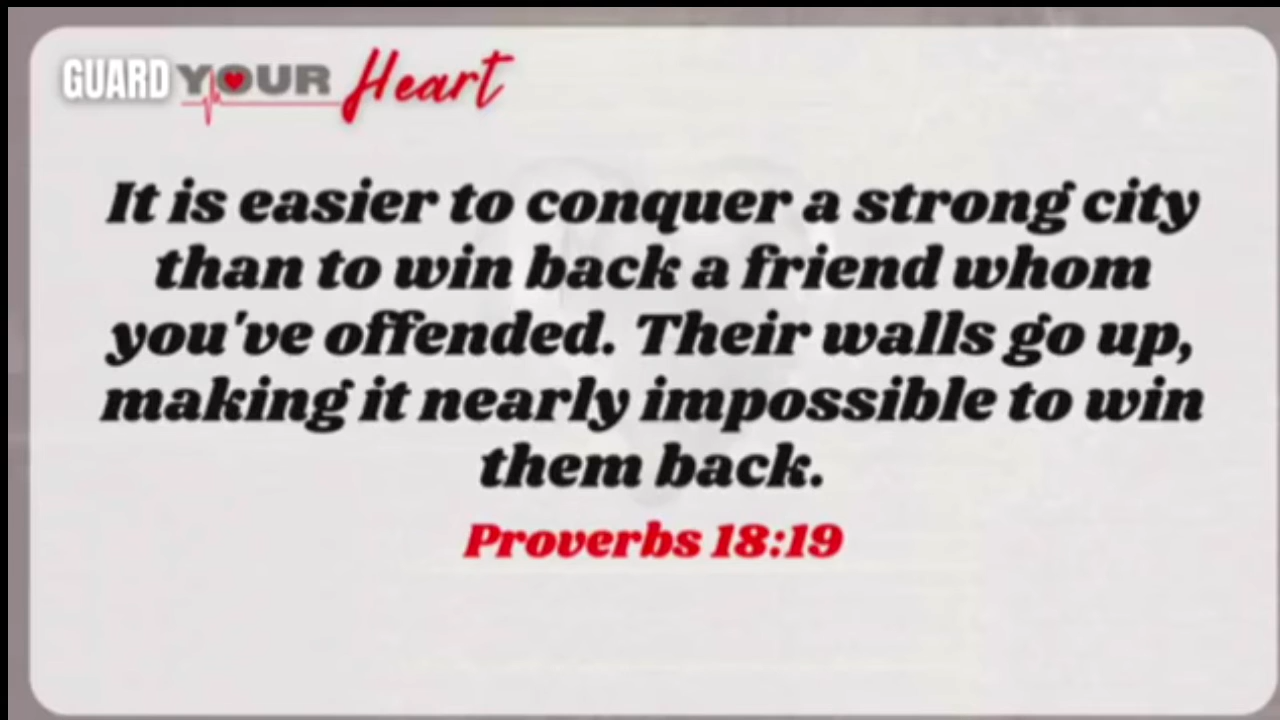 GUARD YOUR Heart
It is easier to conquer a strong city
than to win back a friend whom
you've offended. Their walls go up,
making it nearly impossible to win
them back.
Proverbs 18:19